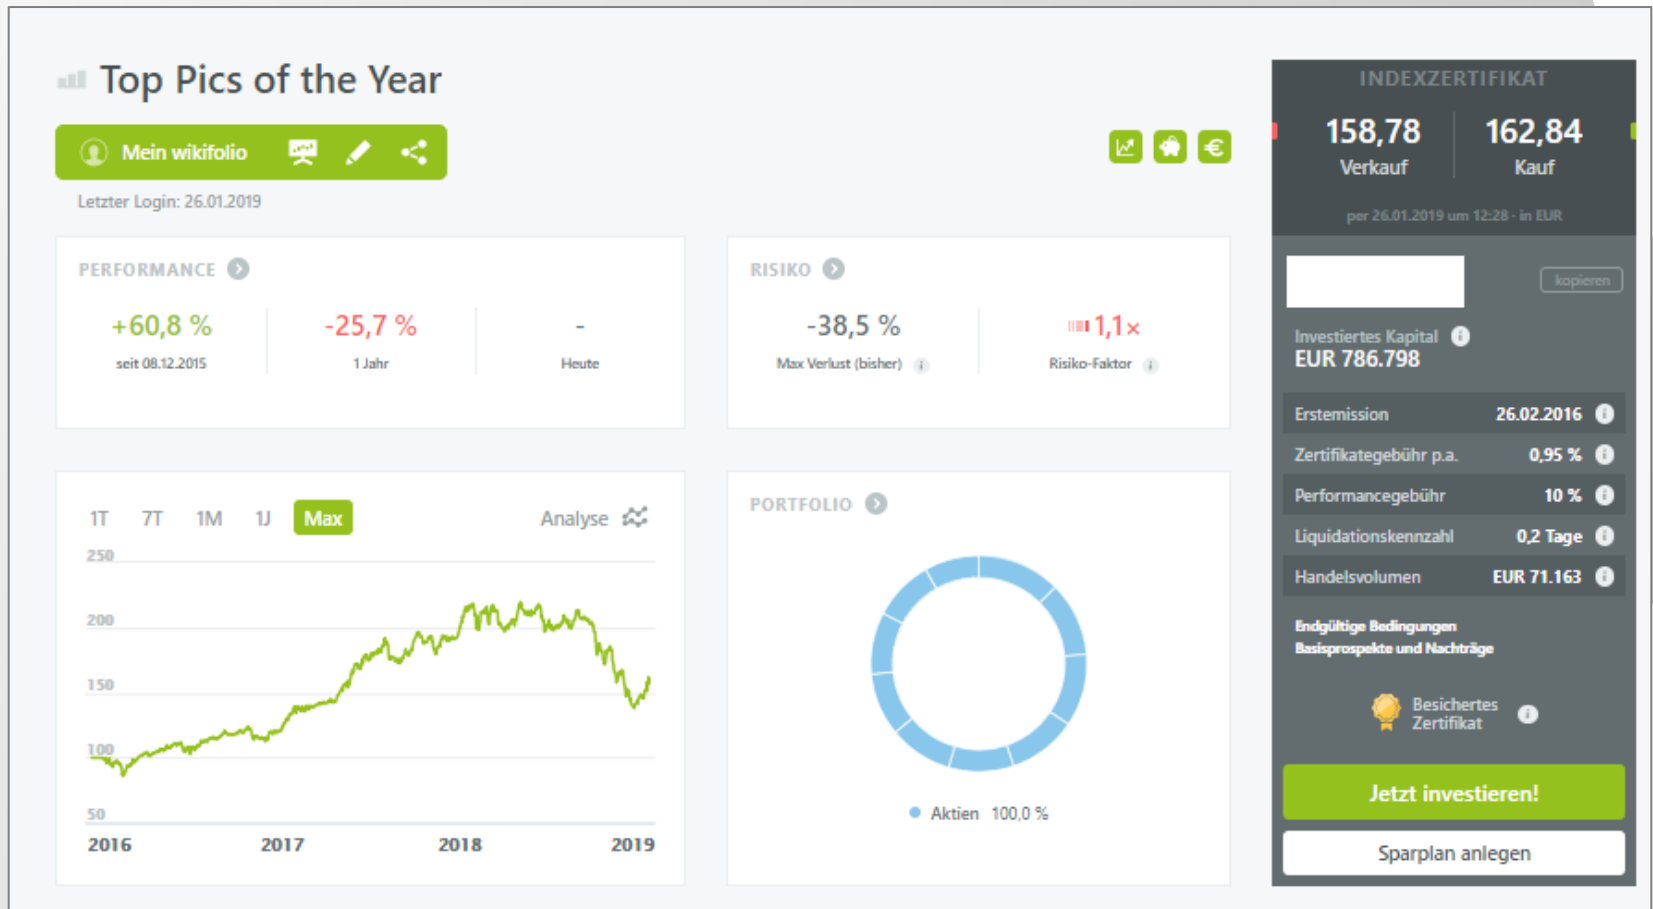 Top Pics of the Year
Mein wikifolio
Letzter Login: 26.01.2019
PERFORMANCE
+60,8 %
seit 08.12.2015
-25,7 %
1 Jahr
-
Heute
RISIKO
-38,5 %
Max Verlust (bisher)
1,1×
Risiko-Faktor
1T 7T 1M 1J Max Analyse
250
200
150
100
50
2016 2017 2018 2019
PORTFOLIO
Aktien 100,0 %
INDEXZERTIFIKAT
158,78
Verkauf
162,84
Kauf
per 26.01.2019 um 12:28 - in EUR
kopieren
Investiertes Kapital
EUR 786.798
Erstemission 26.02.2016
Zertifikategebühr p.a. 0,95 %
Performancegebühr 10 %
Liquidationskennzahl 0,2 Tage
Handelsvolumen EUR 71.163
Endgültige Bedingungen
Basisprospekte und Nachträge
Besichertes
Zertifikat
Jetzt investieren!
Sparplan anlegen